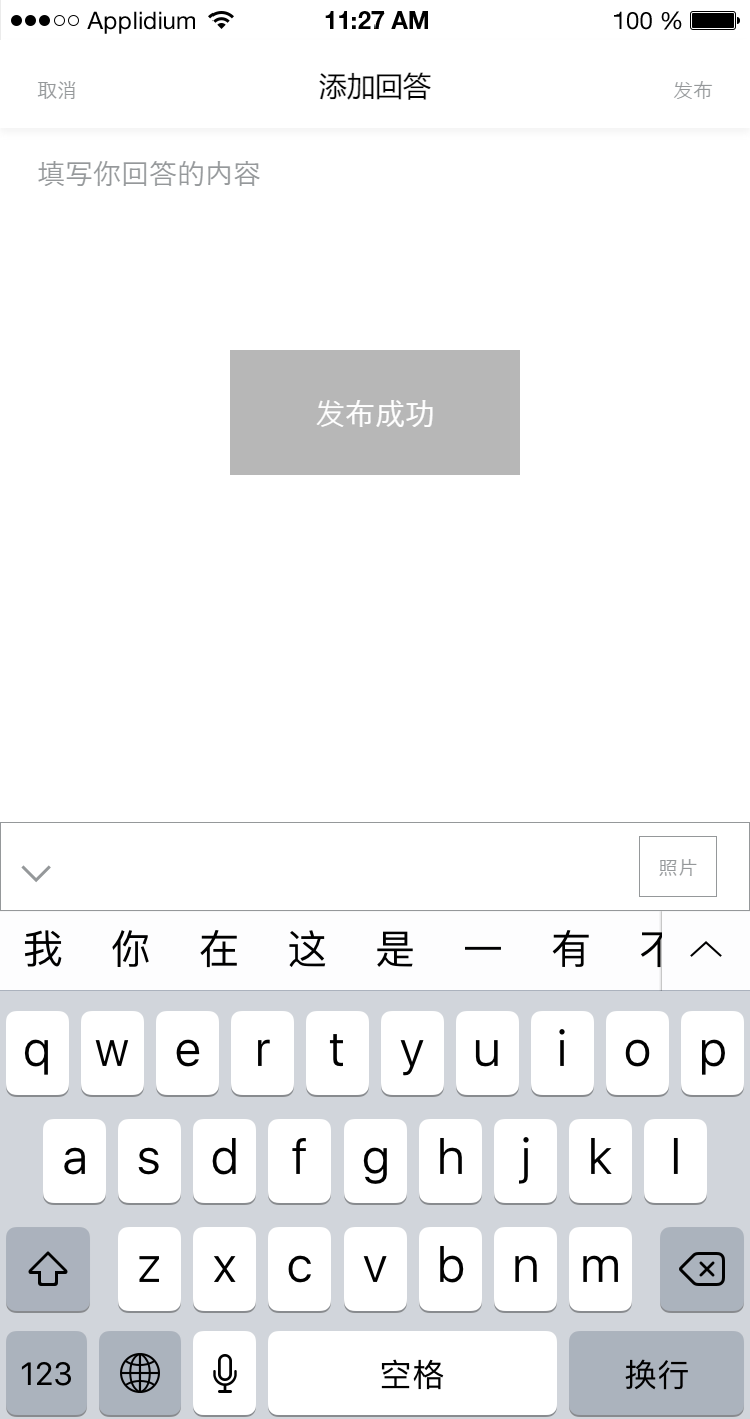 Applidium 11:27 AM 100 %
取消 添加回答 发布
填写你回答的内容
发布成功
照片
我 你 在 这 是 一 有 不
q w e r t y u i o p
a s d f g h j k l
z x c v b n m
123 空格 换行